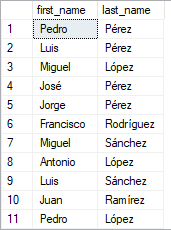 first_name last_name
1 Pedro Pérez
2 Luis Pérez
3 Miguel López
4 José Pérez
5 Jorge Pérez
6 Francisco Rodríguez
7 Miguel Sánchez
8 Antonio López
9 Luis Sánchez
10 Juan Ramírez
11 Pedro López